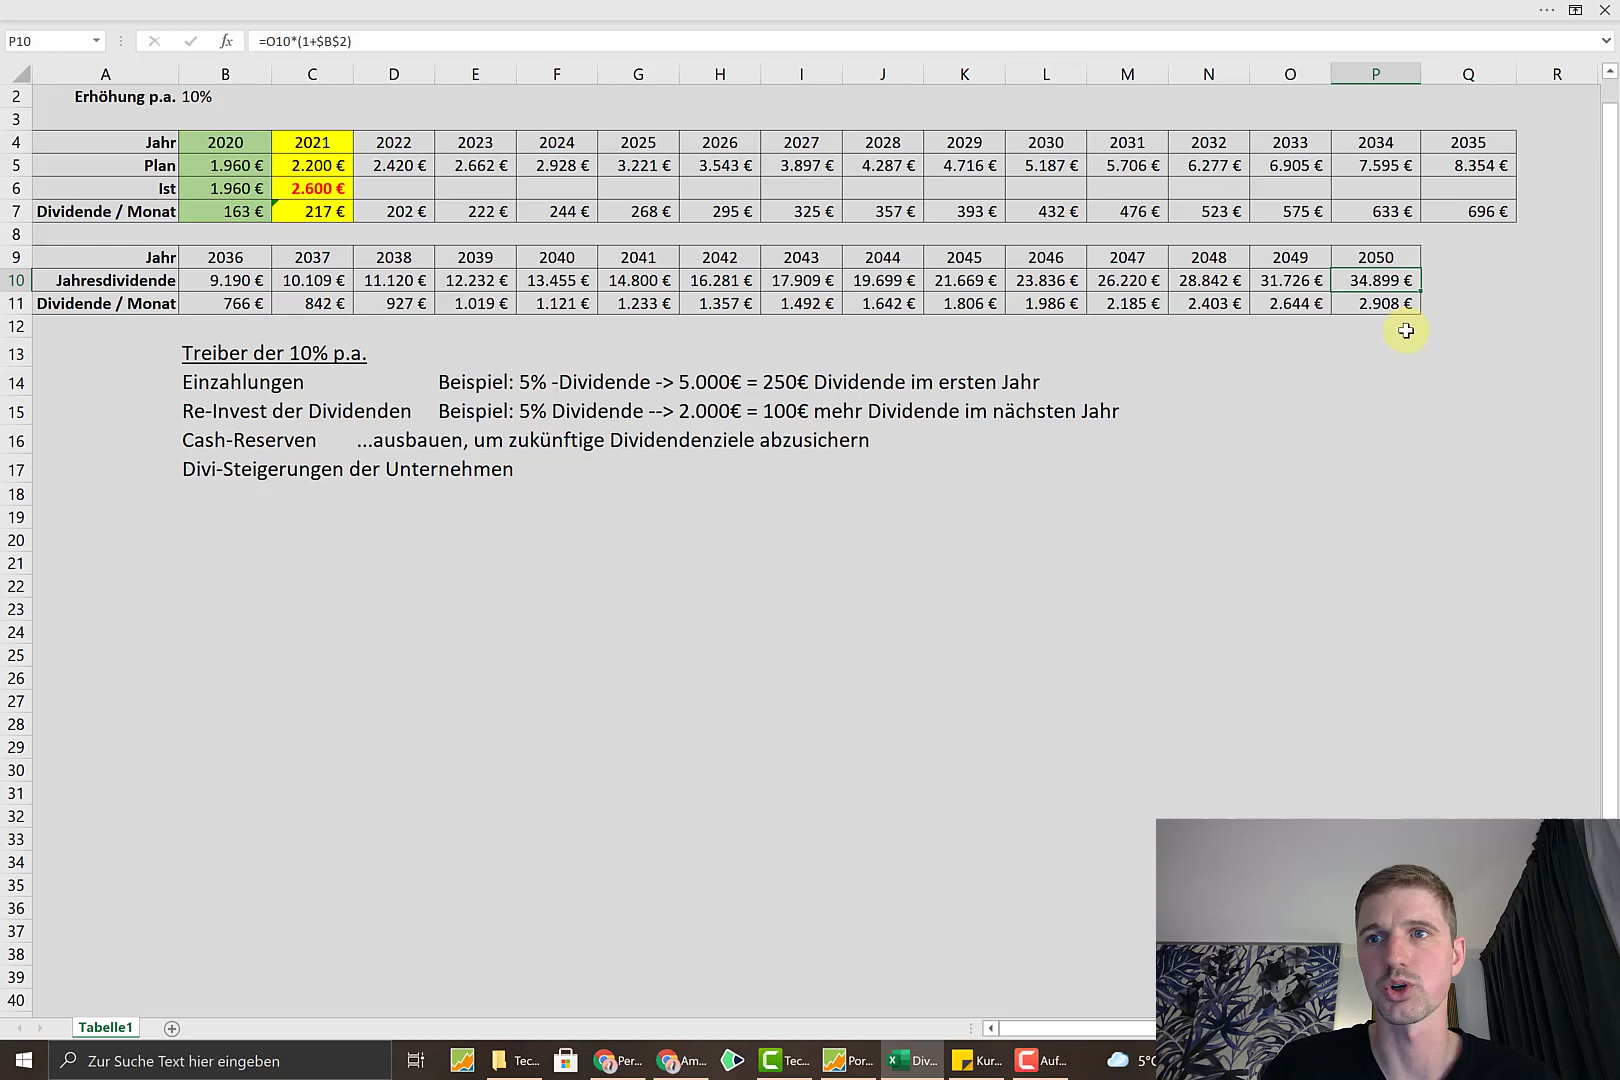 P10 fx =O10*(1+$B$2)
A B C D E F G H I J K L M N O P Q R
2 Erhöhung p.a. 10%
3
4 Jahr 2020 2021 2022 2023 2024 2025 2026 2027 2028 2029 2030 2031 2032 2033 2034 2035
5 Plan 1.960 € 2.200 € 2.420 € 2.662 € 2.928 € 3.221 € 3.543 € 3.897 € 4.287 € 4.716 € 5.187 € 5.706 € 6.277 € 6.905 € 7.595 € 8.354 €
6 Ist 1.960 € 2.600 €
7 Dividende / Monat 163 € 217 € 202 € 222 € 244 € 268 € 295 € 325 € 357 € 393 € 432 € 476 € 523 € 575 € 633 € 696 €
8
9 Jahr 2036 2037 2038 2039 2040 2041 2042 2043 2044 2045 2046 2047 2048 2049 2050
10 Jahresdividende 9.190 € 10.109 € 11.120 € 12.232 € 13.455 € 14.800 € 16.281 € 17.909 € 19.699 € 21.669 € 23.836 € 26.220 € 28.842 € 31.726 € 34.899 €
11 Dividende / Monat 766 € 842 € 927 € 1.019 € 1.121 € 1.233 € 1.357 € 1.492 € 1.642 € 1.806 € 1.986 € 2.185 € 2.403 € 2.644 € 2.908 €
12
13 Treiber der 10% p.a.
14 Einzahlungen Beispiel: 5% -Dividende -> 5.000€ = 250€ Dividende im ersten Jahr
15 Re-Invest der Dividenden Beispiel: 5% Dividende --> 2.000€ = 100€ mehr Dividende im nächsten Jahr
16 Cash-Reserven ...ausbauen, um zukünftige Dividendenziele abzusichern
17 Divi-Steigerungen der Unternehmen
18
19
20
21
22
23
24
25
26
27
28
29
30
31
32
33
34
35
36
37
38
39
40
Tabelle1
Zur Suche Text hier eingeben Tec... Per... Am... Tec... Por... Div... Kur... Auf... 5°C